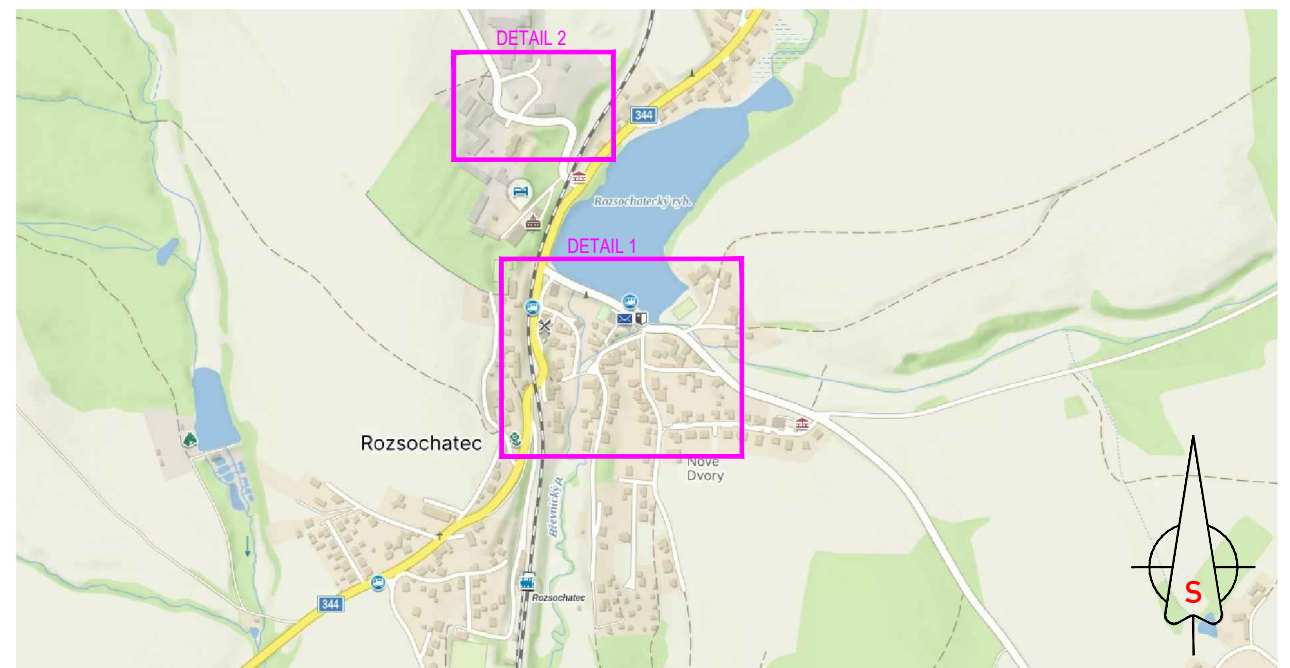 DETAIL 2
344
Rozsochatecký ryb.
DETAIL 1
Rozsochatec
Nové
Dvory
Břevnický p.
344
Rozsochatec
S